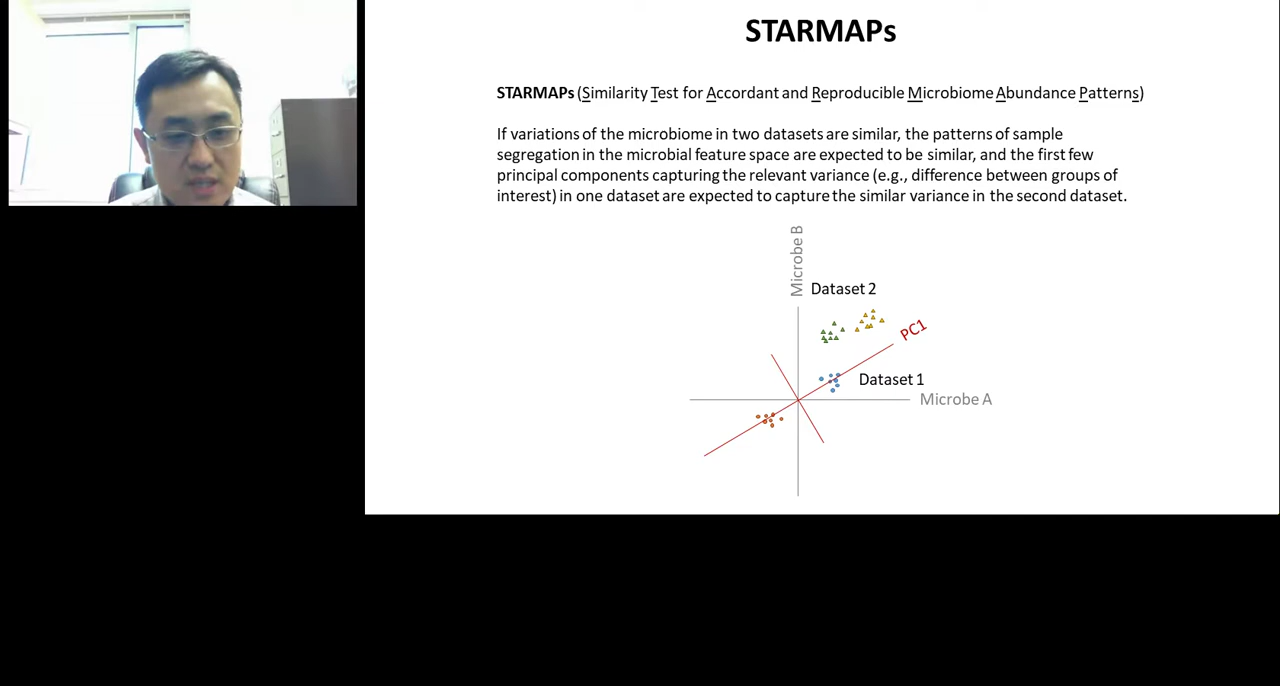 STARMAPs
STARMAPs (Similarity Test for Accordant and Reproducible Microbiome Abundance Patterns)
If variations of the microbiome in two datasets are similar, the patterns of sample
segregation in the microbial feature space are expected to be similar, and the first few
principal components capturing the relevant variance (e.g., difference between groups of
interest) in one dataset are expected to capture the similar variance in the second dataset.
Microbe B
Dataset 2
PC1
Dataset 1
Microbe A